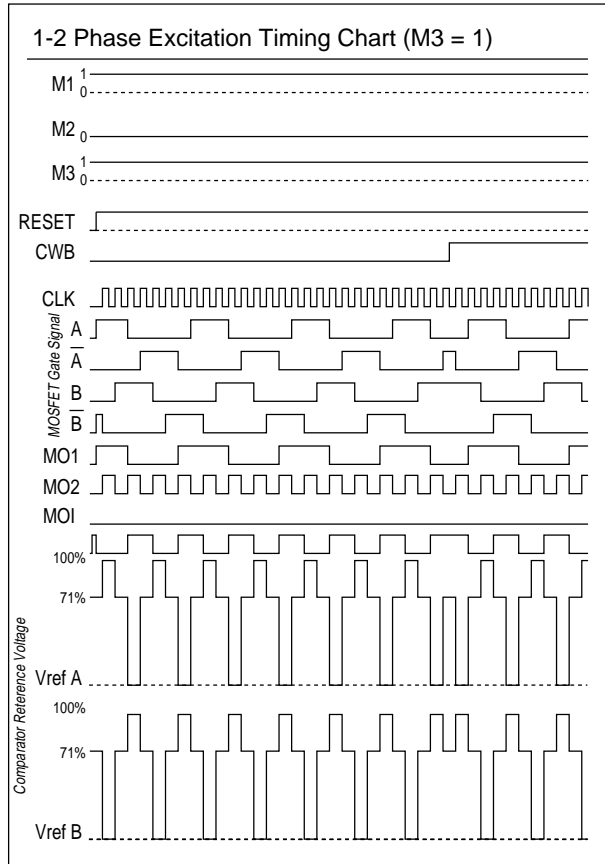 1-2 Phase Excitation Timing Chart (M3 = 1)
M1 1
0
M2 0
M3 1
0
RESET
CWB
CLK
MOSFET Gate Signal
A
A
B
B
MO1
MO2
MOI
Comparator Reterence Voltage
100%
71%
Vref A
100%
71%
Vref B